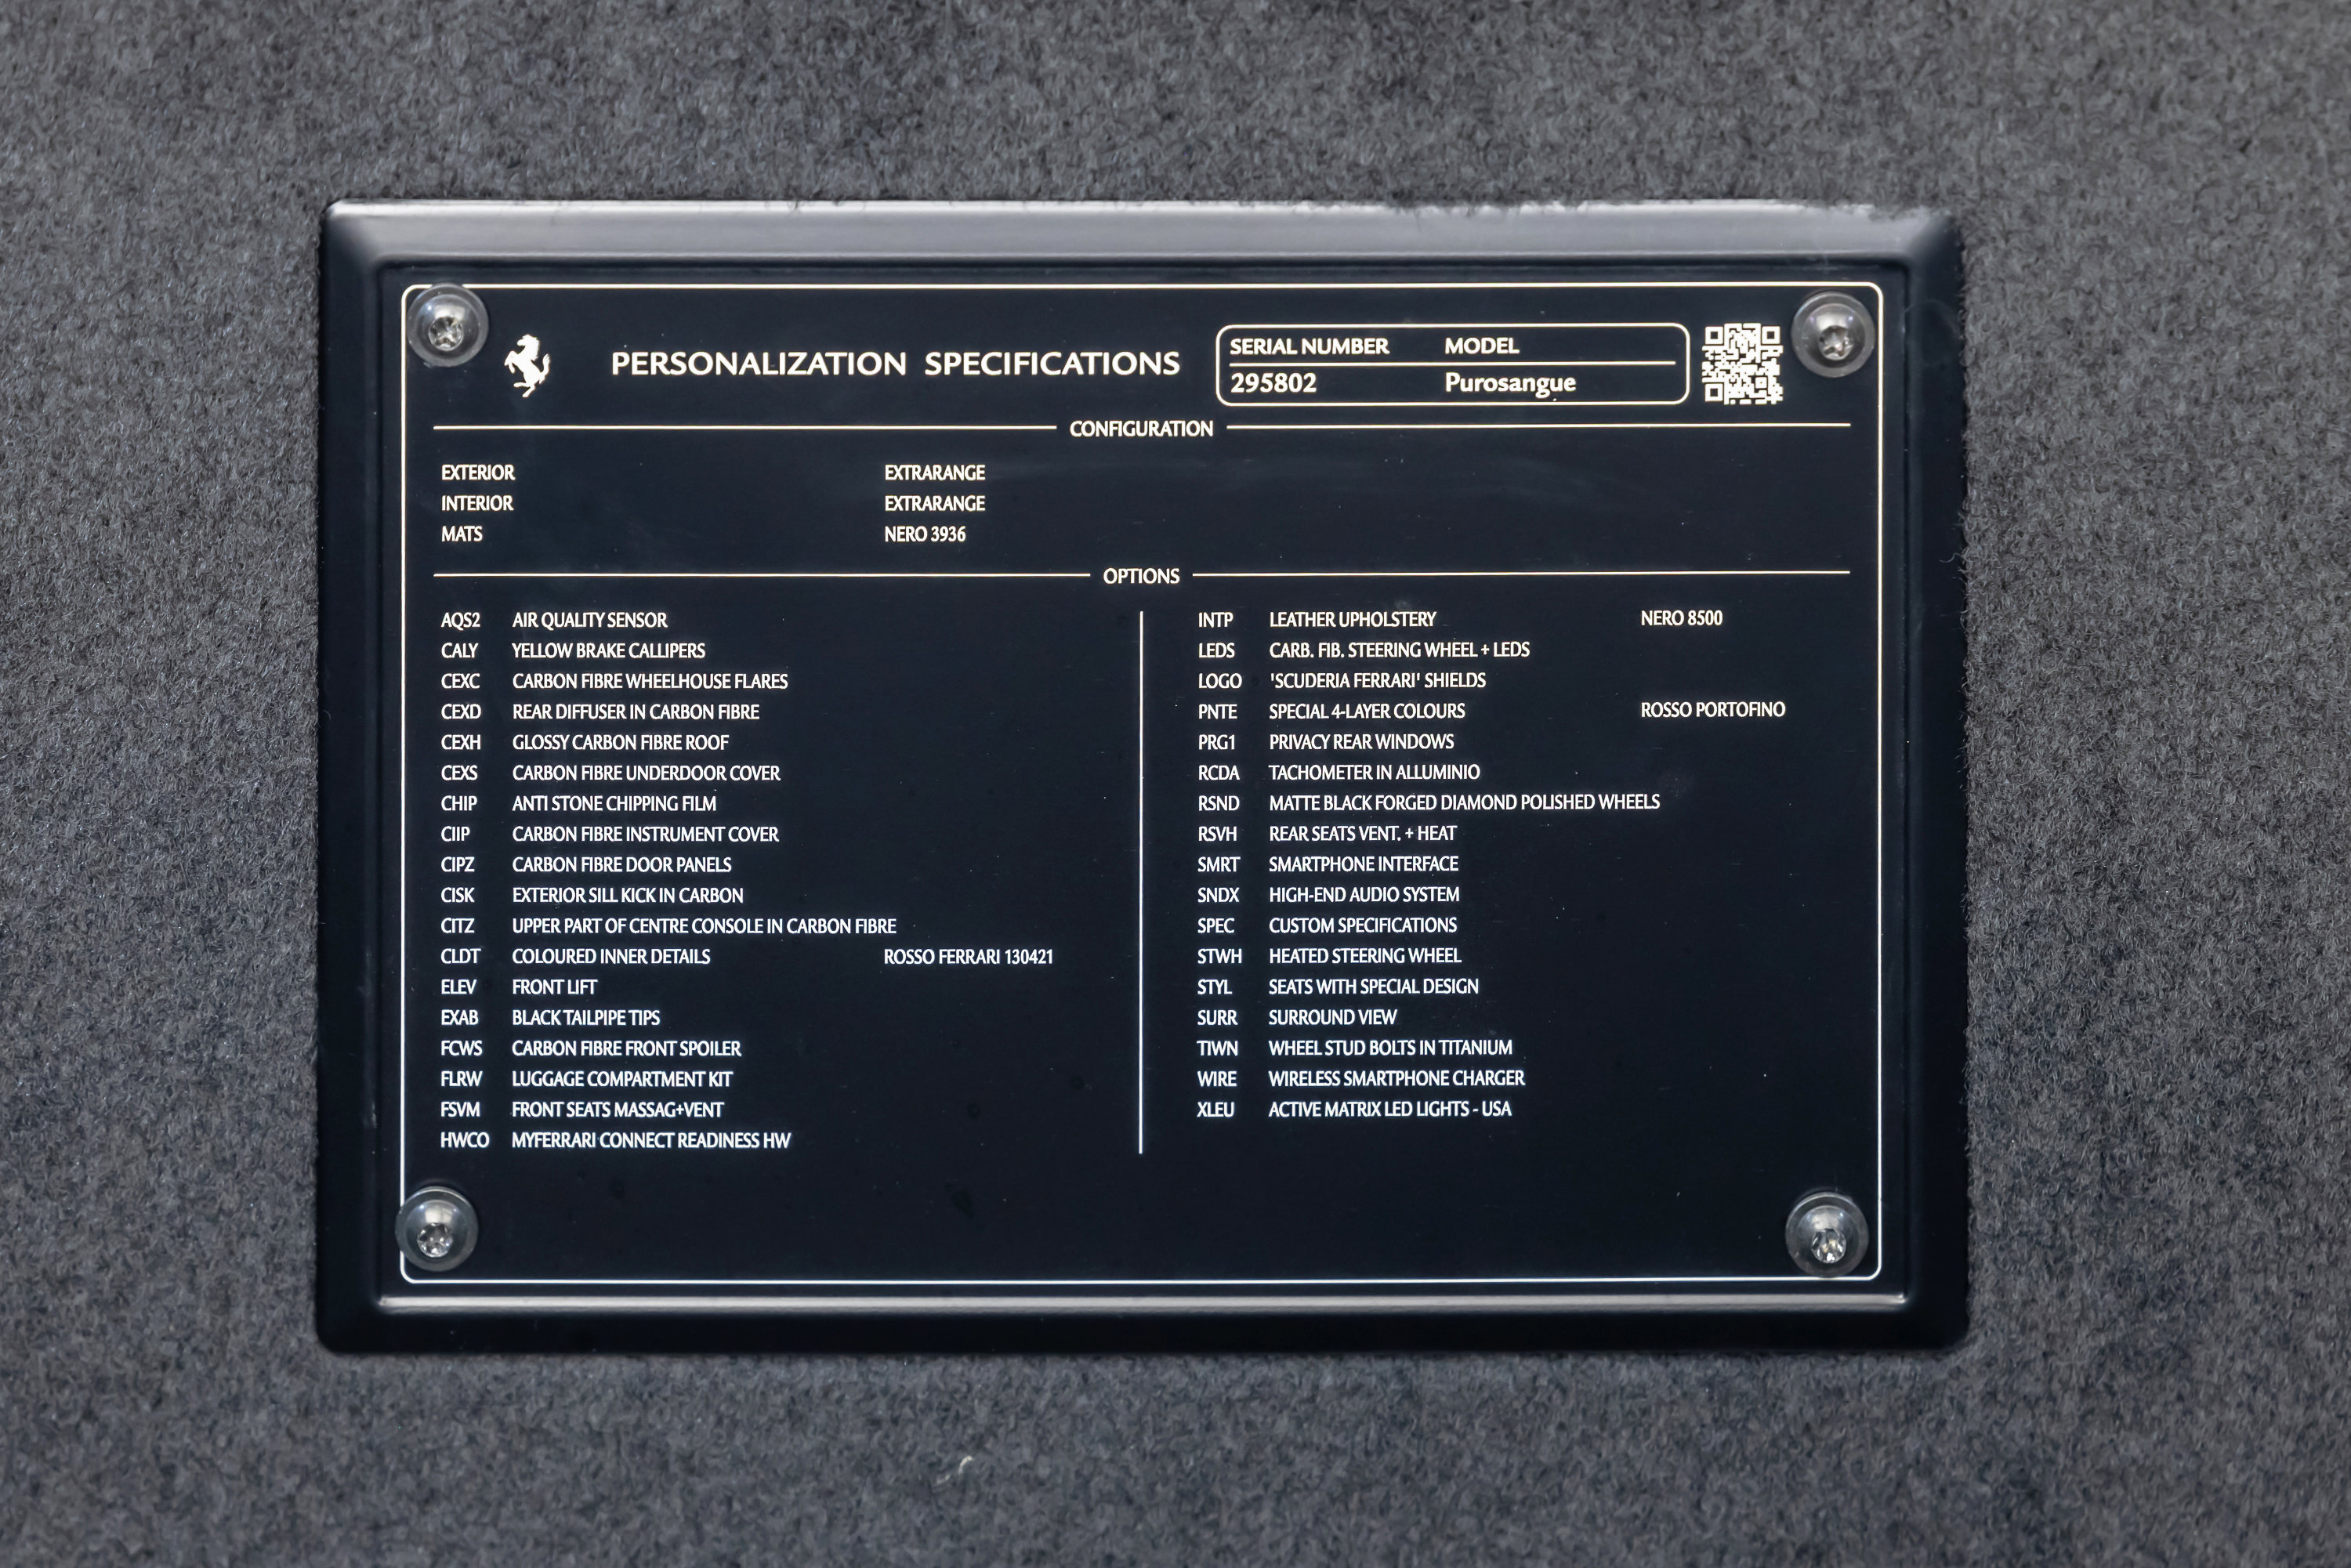 PERSONALIZATION SPECIFICATIONS
SERIAL NUMBER MODEL
295802 Purosangue
CONFIGURATION
EXTERIOR EXTRARANGE
INTERIOR EXTRARANGE
MATS NERO 3936
OPTIONS
AQS2 AIR QUALITY SENSOR
CALY YELLOW BRAKE CALLIPERS
CEXC CARBON FIBRE WHEELHOUSE FLARES
CEXD REAR DIFFUSER IN CARBON FIBRE
CEXH GLOSSY CARBON FIBRE ROOF
CEXS CARBON FIBRE UNDERDOOR COVER
CHIP ANTI STONE CHIPPING FILM
CIIP CARBON FIBRE INSTRUMENT COVER
CIPZ CARBON FIBRE DOOR PANELS
CISK EXTERIOR SILL KICK IN CARBON
CITZ UPPER PART OF CENTRE CONSOLE IN CARBON FIBRE
CLDT COLOURED INNER DETAILS ROSSO FERRARI 130421
ELEV FRONT LIFT
EXAB BLACK TAILPIPE TIPS
FCWS CARBON FIBRE FRONT SPOILER
FLRW LUGGAGE COMPARTMENT KIT
FSVM FRONT SEATS MASSAG+VENT
HWCO MYFERRARI CONNECT READINESS HW
INTP LEATHER UPHOLSTERY NERO 8500
LEDS CARB. FIB. STEERING WHEEL + LEDS
LOGO 'SCUDERIA FERRARI' SHIELDS
PNTE SPECIAL 4-LAYER COLOURS ROSSO PORTOFINO
PRG1 PRIVACY REAR WINDOWS
RCDA TACHOMETER IN ALLUMINIO
RSND MATTE BLACK FORGED DIAMOND POLISHED WHEELS
RSVH REAR SEATS VENT. + HEAT
SMRT SMARTPHONE INTERFACE
SNDX HIGH-END AUDIO SYSTEM
SPEC CUSTOM SPECIFICATIONS
STWH HEATED STEERING WHEEL
STYL SEATS WITH SPECIAL DESIGN
SURR SURROUND VIEW
TIWN WHEEL STUD BOLTS IN TITANIUM
WIRE WIRELESS SMARTPHONE CHARGER
XLEU ACTIVE MATRIX LED LIGHTS - USA